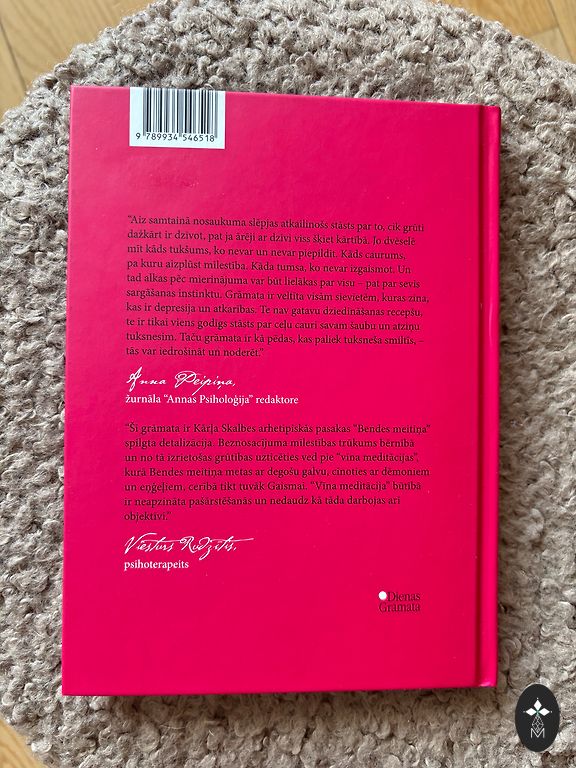 9 789934 546518
"Aiz samtainā nosaukuma slēpjas atkailinošs stāsts par to, cik grūti
dažkārt ir dzīvot, pat ja ārēji ar dzīvi viss šķiet kārtībā. Jo dvēselē
mīt kāds tukšums, ko nevar un nevar piepildīt. Kāds caurums,
pa kuru aizplūst mīlestība. Kāda tumsa, ko nevar izgaismot. Un
tad alkas pēc mierinājuma var būt lielākas par visu – pat par sevis
sargāšanas instinktu. Grāmata ir veltīta visām sievietēm, kuras zina,
kas ir depresija un atkarības. Te nav gatavu dziedināšanas recepšu,
te ir tikai viens godīgs stāsts par ceļu cauri savam šaubu un atziņu
tuksnesim. Taču grāmata ir kā pēdas, kas paliek tuksneša smiltīs, –
tās var iedrošināt un noderēt."
Anna Peipiņa,
žurnāla "Annas Psiholoģija" redaktore
"Šī grāmata ir Kārļa Skalbes arhetipiskās pasakas "Bendes meitiņa"
spilgta detalizācija. Beznosacījuma mīlestības trūkums bērnībā
un no tā izrietošās grūtības uzticēties ved pie "vīna meditācijas",
kurā Bendes meitiņa metas ar degošu galvu, cīnoties ar dēmoniem
un eņģeļiem, cerībā tikt tuvāk Gaismai. "Vīna meditācija" būtībā
ir neapzināta pašārstēšanās un nedaudz kā tāda darbojas arī
objektīvi."
Viesturs Rudzītis,
psihoterapeits
Dienas
Grāmata
M